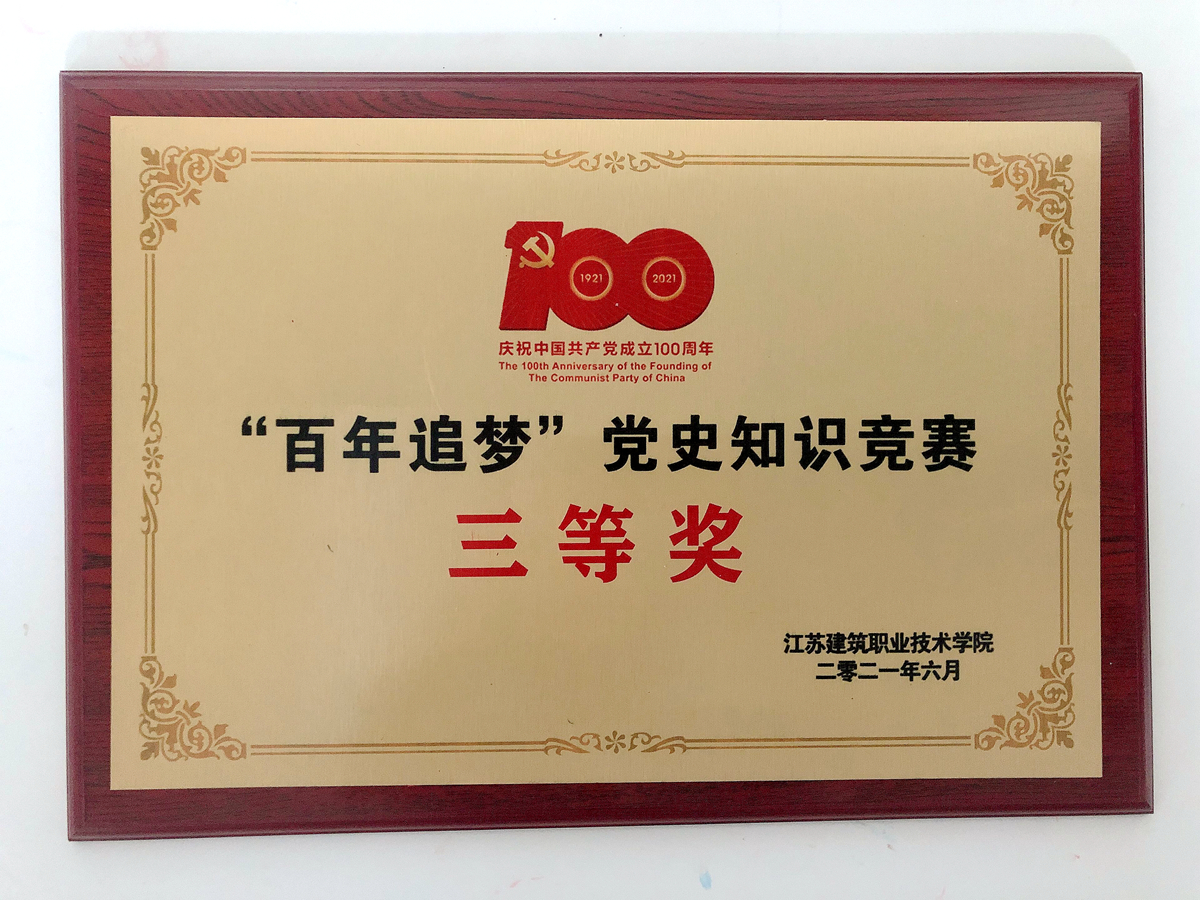 1921 2021
庆祝中国共产党成立100周年
The 100th Anniversary of the Founding of
The Communist Party of China
“百年追梦”党史知识竞赛
三等奖
江苏建筑职业技术学院
二零二一年六月